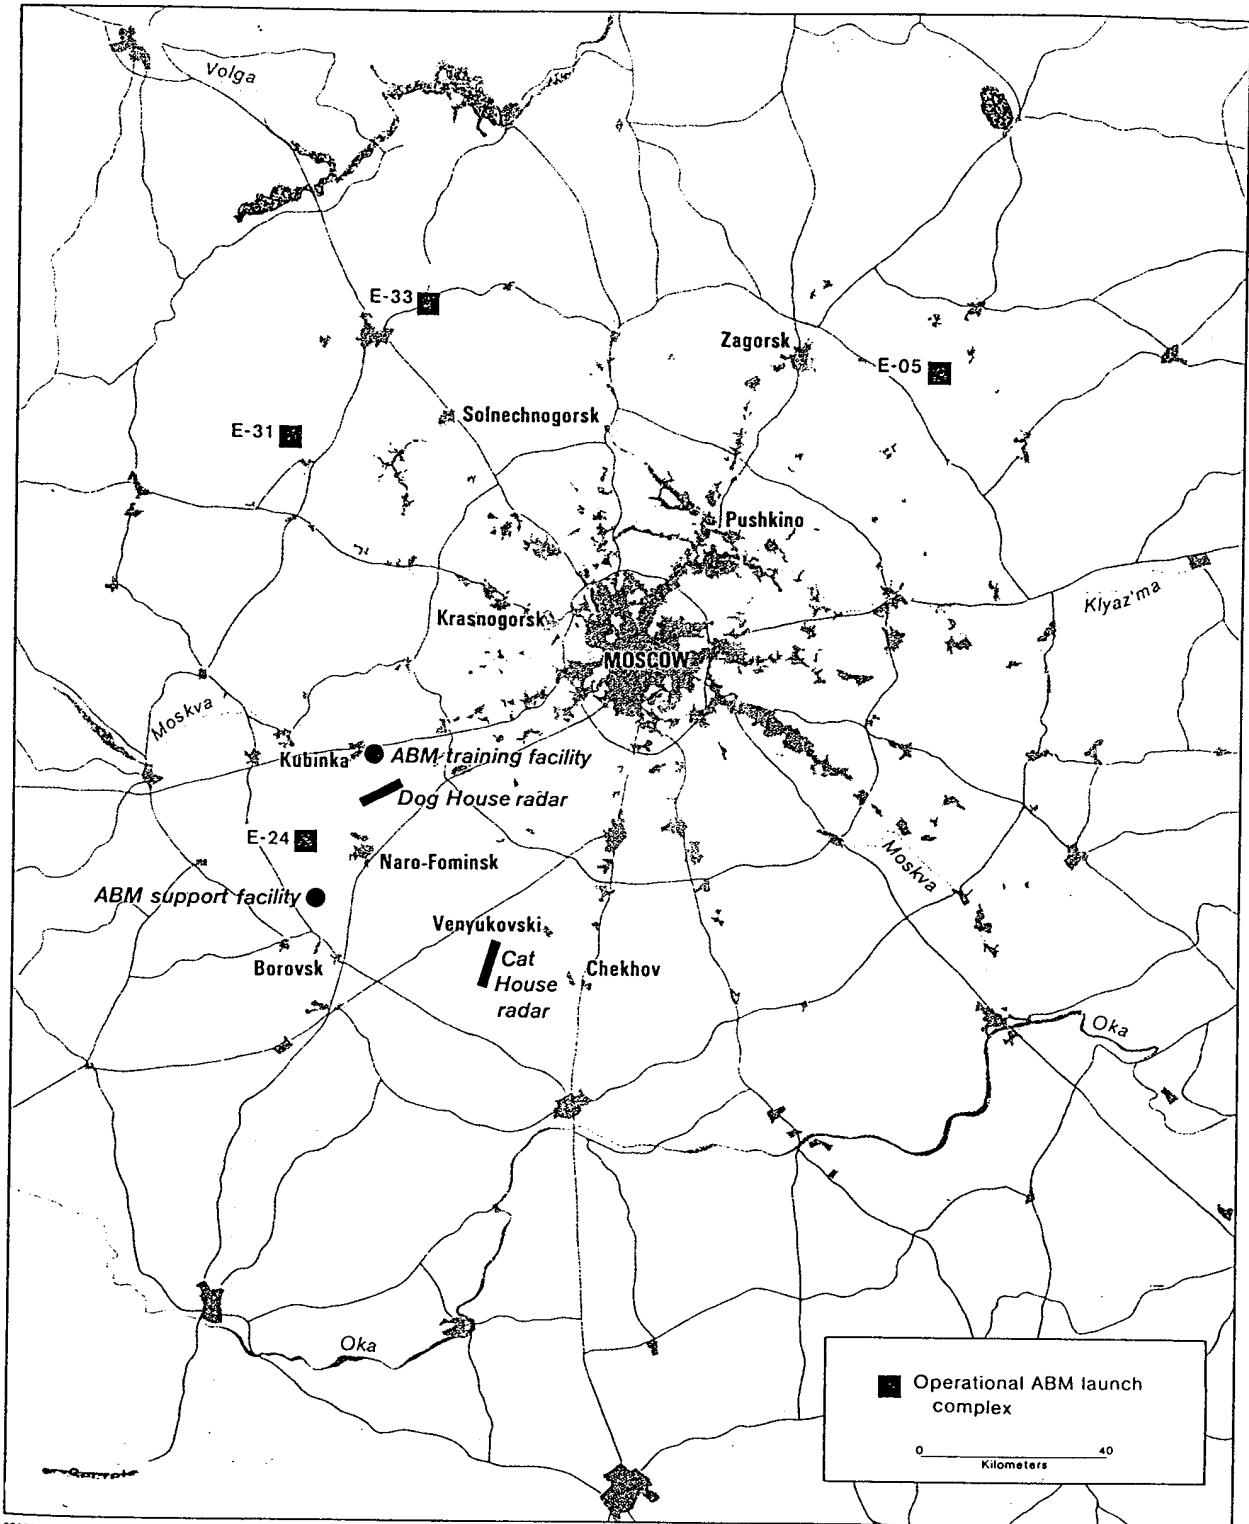 Volga
E-33
Zagorsk
E-05
Solnechnogorsk
E-31
Pushkino
Klyaz'ma
Krasnogorsk
MOSCOW
Moskva
Kubinka
ABM training facility
Dog House radar
E-24
Naro-Fominsk
Moskva
ABM support facility
Venyukovski
Borovsk
Cat
House
radar
Chekhov
Oka
Oka
Operational ABM launch
complex
0 40
Kilometers